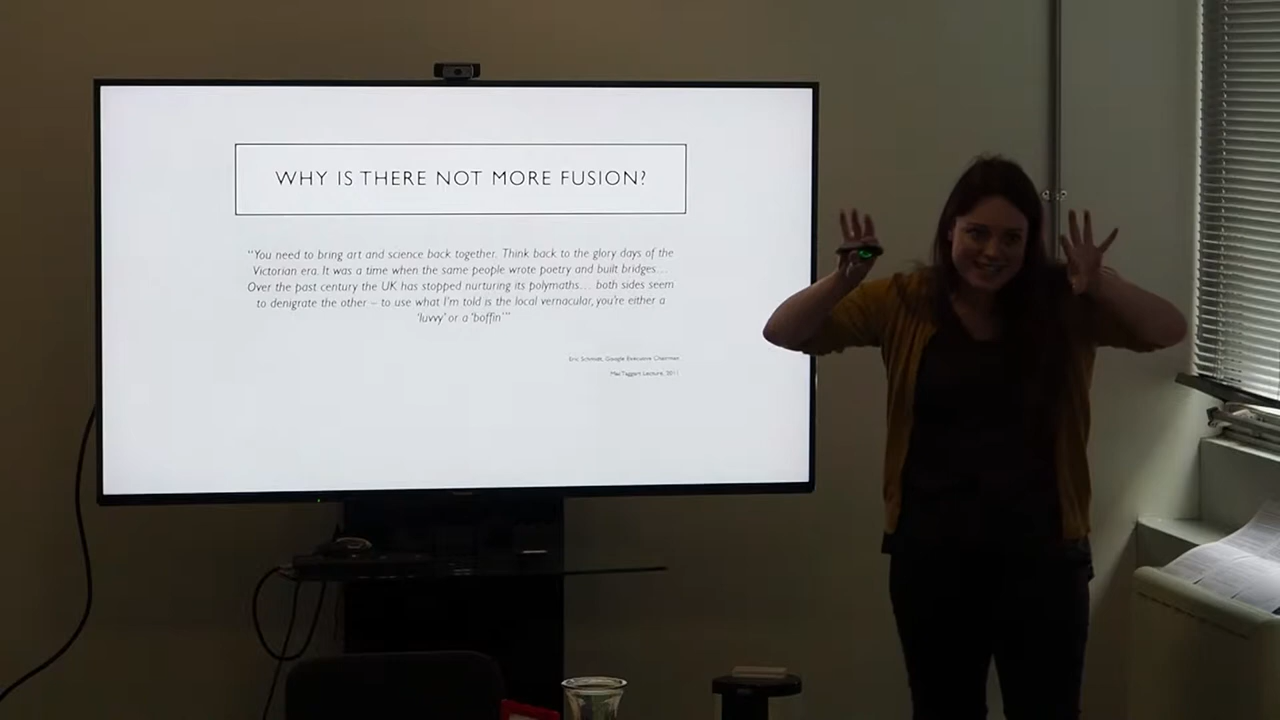 WHY IS THERE NOT MORE FUSION?
“You need to bring art and science back together. Think back to the glory days of the
Victorian era. It was a time when the same people wrote poetry and built bridges…
Over the past century the UK has stopped nurturing its polymaths… both sides seem
to denigrate the other – to use what I'm told is the local vernacular, you're either a
‘luvvy’ or a ‘boffin’”
Eric Schmidt, Google Executive Chairman
MacTaggart Lecture, 2011